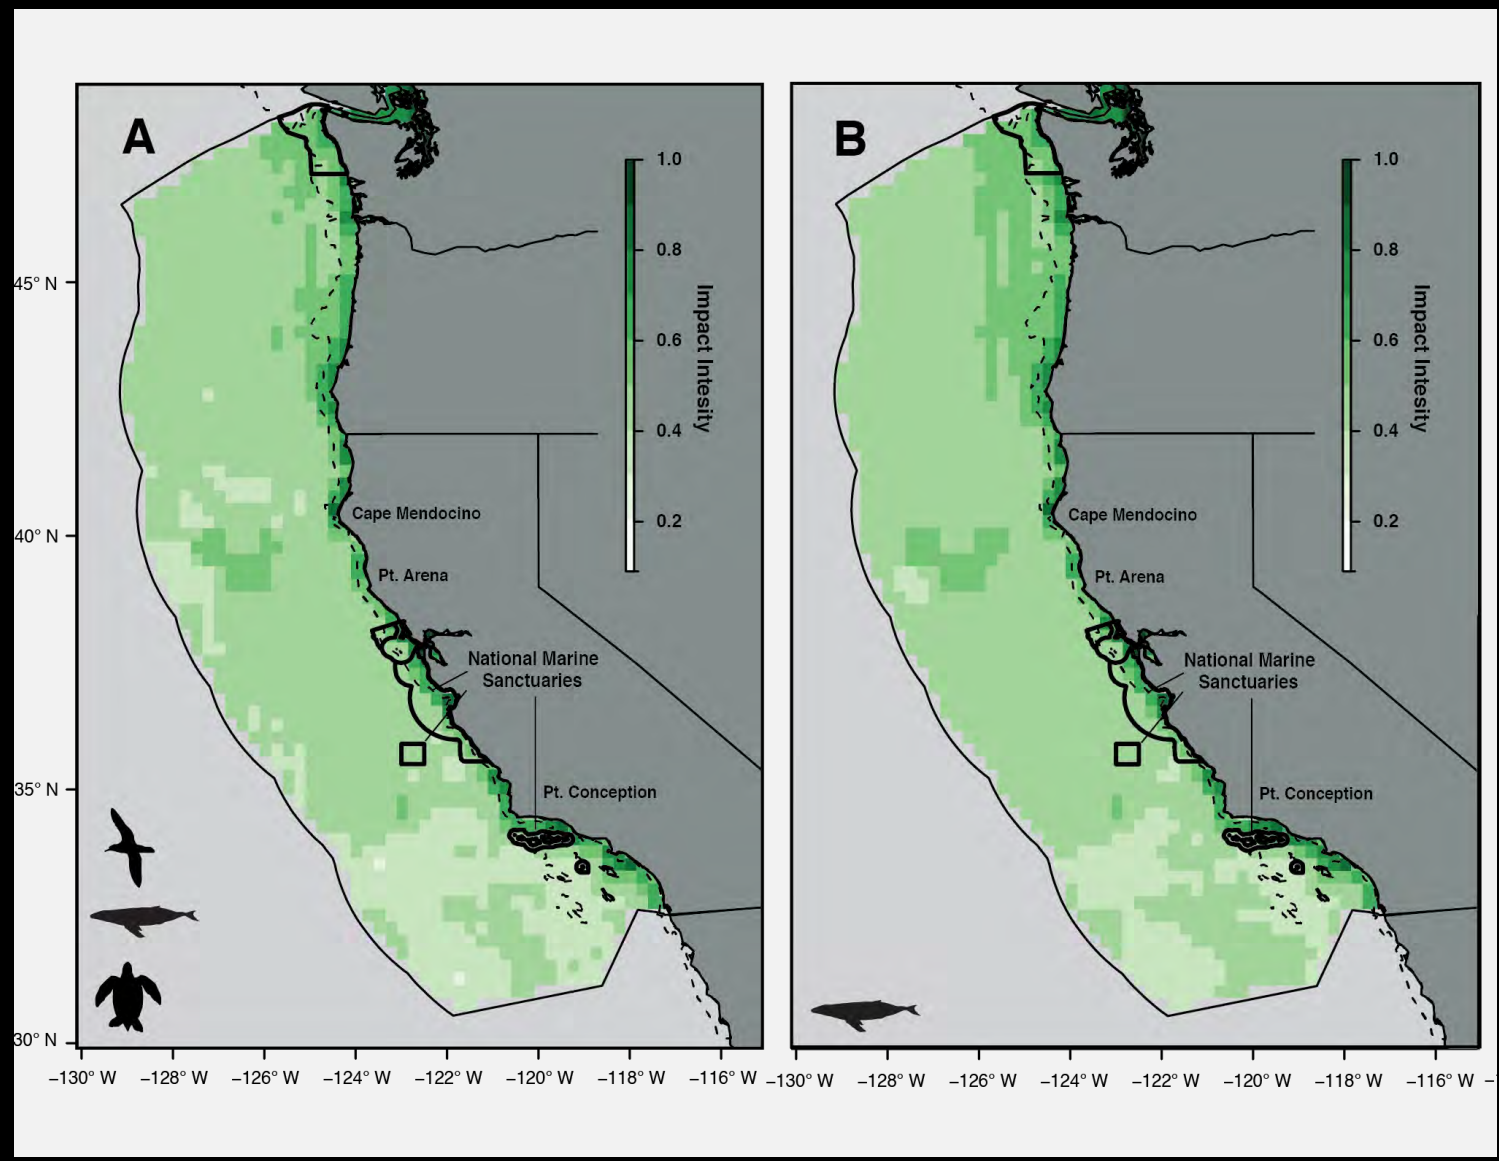 A
1.0
0.8
0.6
0.4
0.2
Impact Intesity
45° N
40° N
35° N
30° N
Cape Mendocino
Pt. Arena
National Marine
Sanctuaries
Pt. Conception
−130° W
−128° W
−126° W
−124° W
−122° W
−120° W
−118° W
−116° W
B
1.0
0.8
0.6
0.4
0.2
Impact Intesity
Cape Mendocino
Pt. Arena
National Marine
Sanctuaries
Pt. Conception
−130° W
−128° W
−126° W
−124° W
−122° W
−120° W
−118° W
−116° W